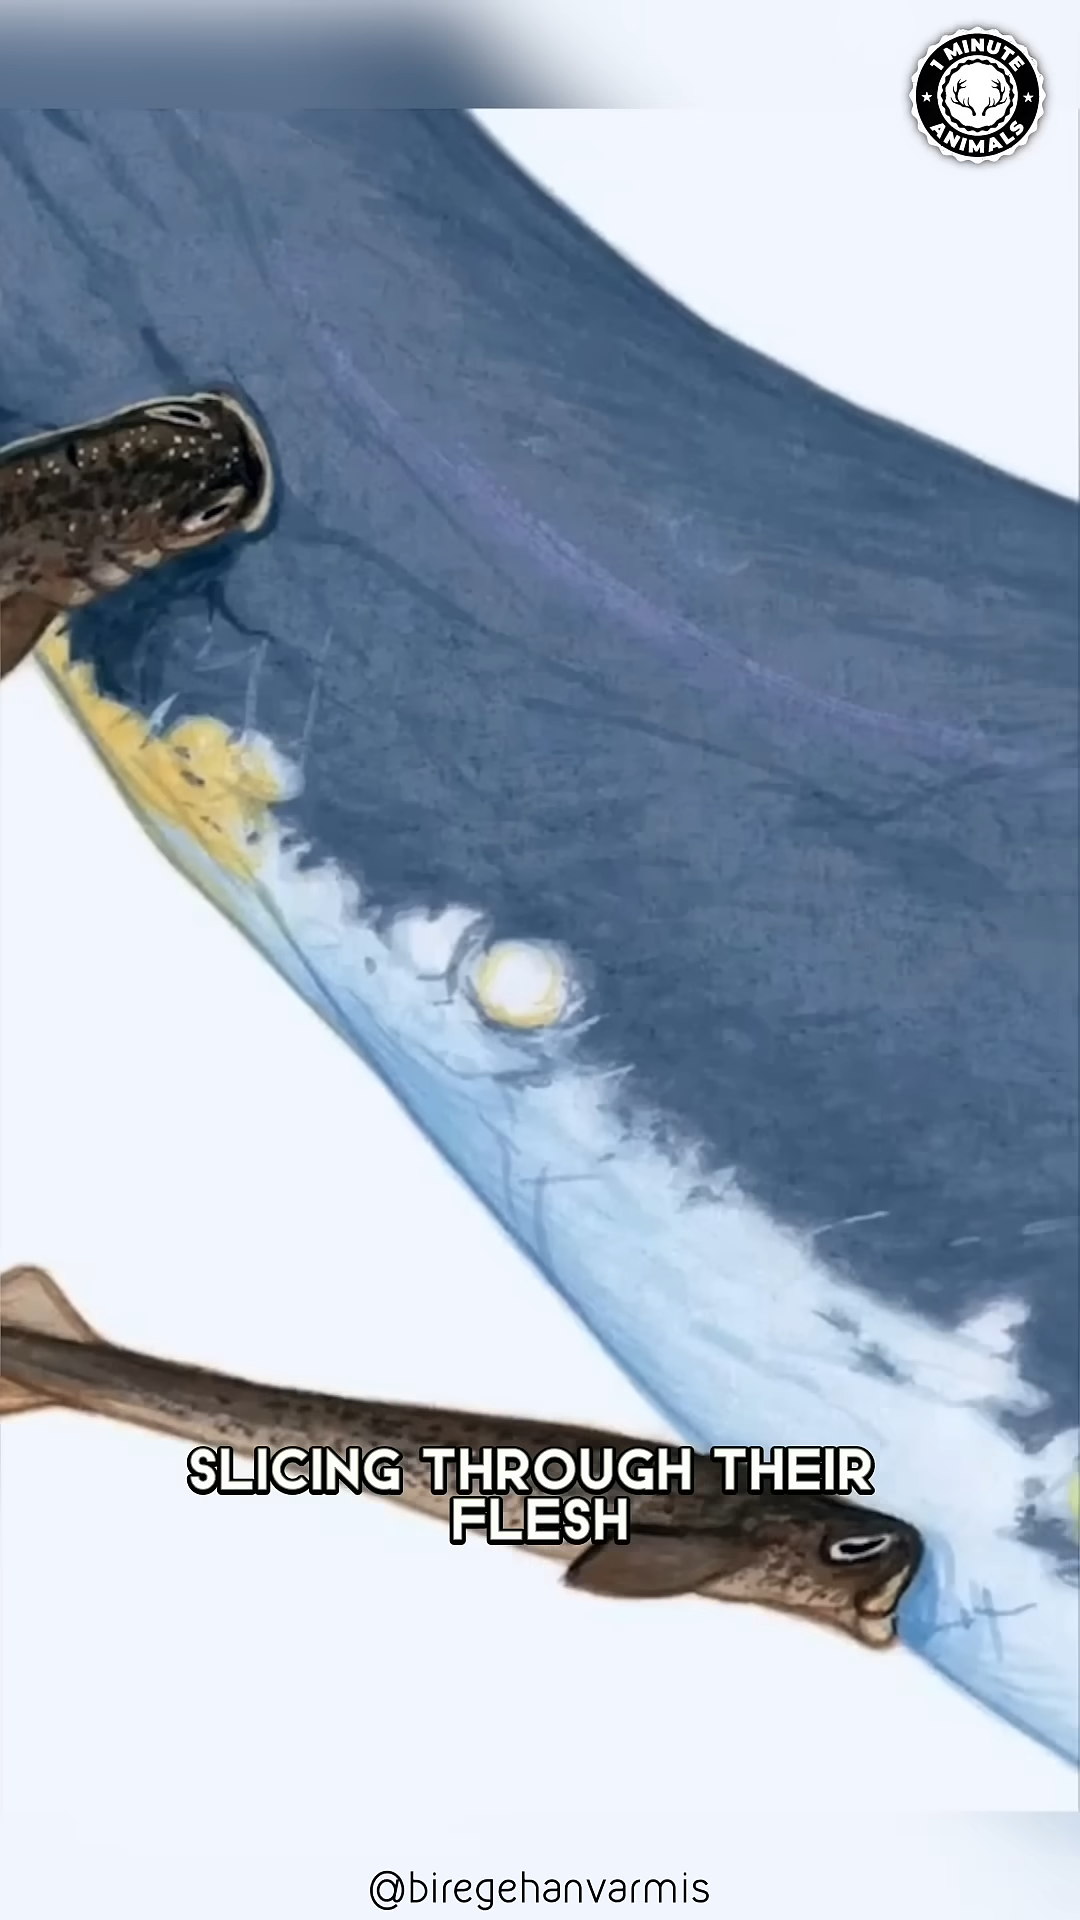 1 MINUTE
ANIMALS
SLICING THROUGH THEIR
FLESH
@biregehanvarmis